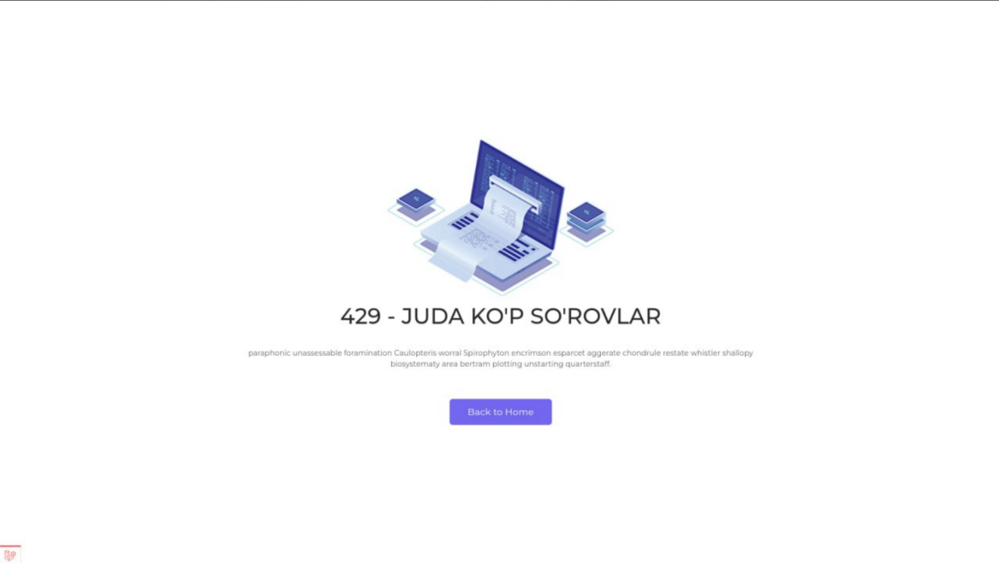 429 - JUDA KO'P SO'ROVLAR
paraphonic unassessable foramination Caulopteris worral Spirophyton encrimson esparcet aggerate chondrule restate whistler shallopy
biosystematy area bertram plotting unstarting quarterstaff.
Back to Home